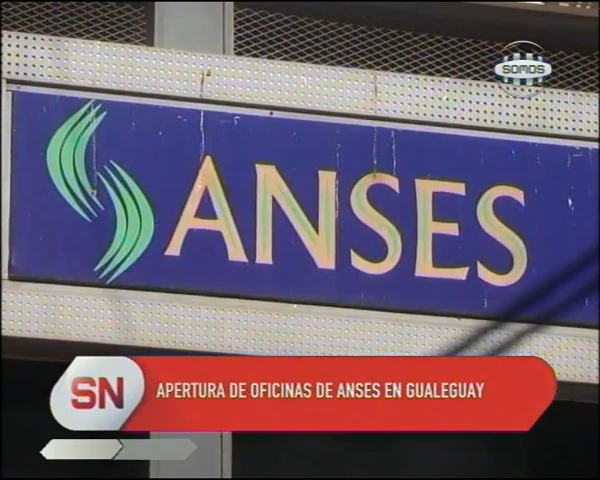 SOMOS
ANSES
SN
APERTURA DE OFICINAS DE ANSES EN GUALEGUAY